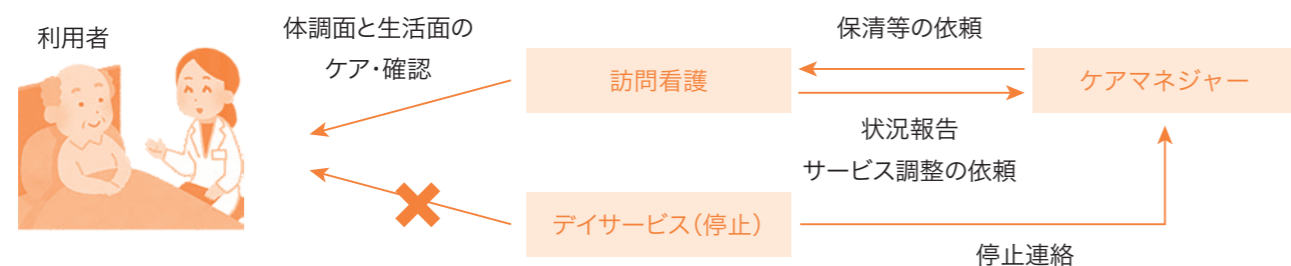 利用者
体調面と生活面の
ケア・確認
訪問看護
保清等の依頼
ケアマネジャー
状況報告
サービス調整の依頼
デイサービス（停止）
停止連絡